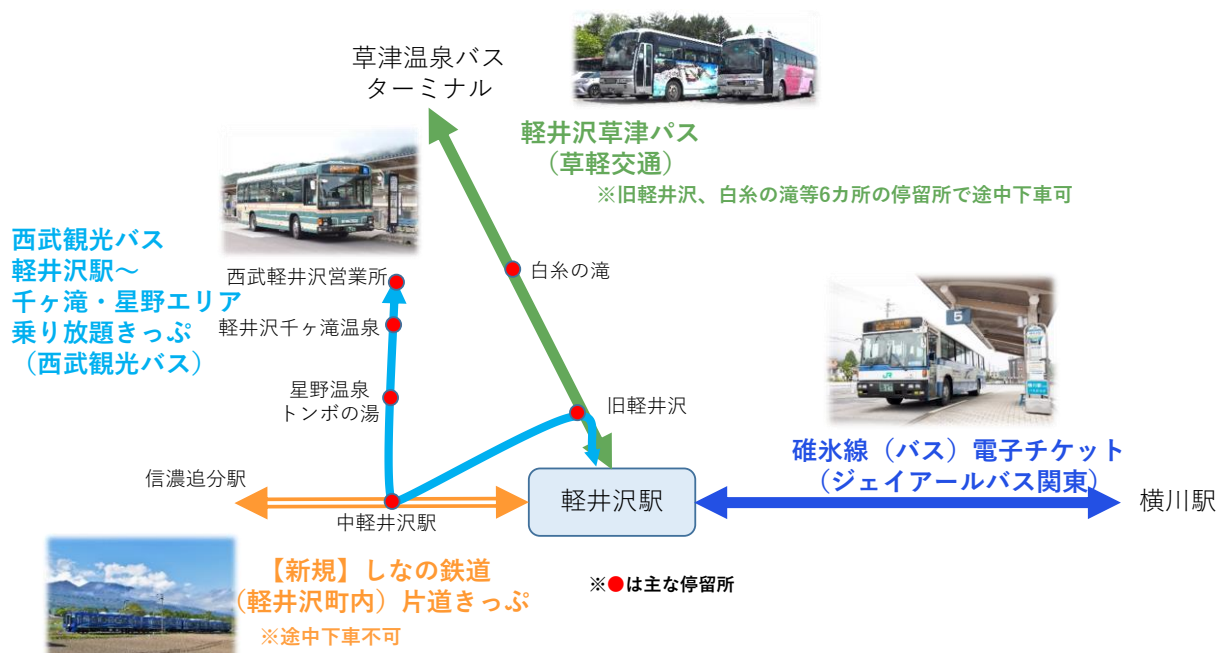 草津温泉バス
ターミナル
軽井沢草津パス
（草軽交通）
※旧軽井沢、白糸の滝等6カ所の停留所で途中下車可
西武観光バス
軽井沢駅～
千ヶ滝・星野エリア
乗り放題きっぷ
（西武観光バス）
西武軽井沢営業所
白糸の滝
軽井沢千ヶ滝温泉
5
JR
星野温泉
トンボの湯
旧軽井沢
碓氷線（バス）電子チケット
（ジェイアールバス関東）
信濃追分駅
軽井沢駅
横川駅
中軽井沢駅
【新規】しなの鉄道
（軽井沢町内）片道きっぷ
※途中下車不可
※●は主な停留所